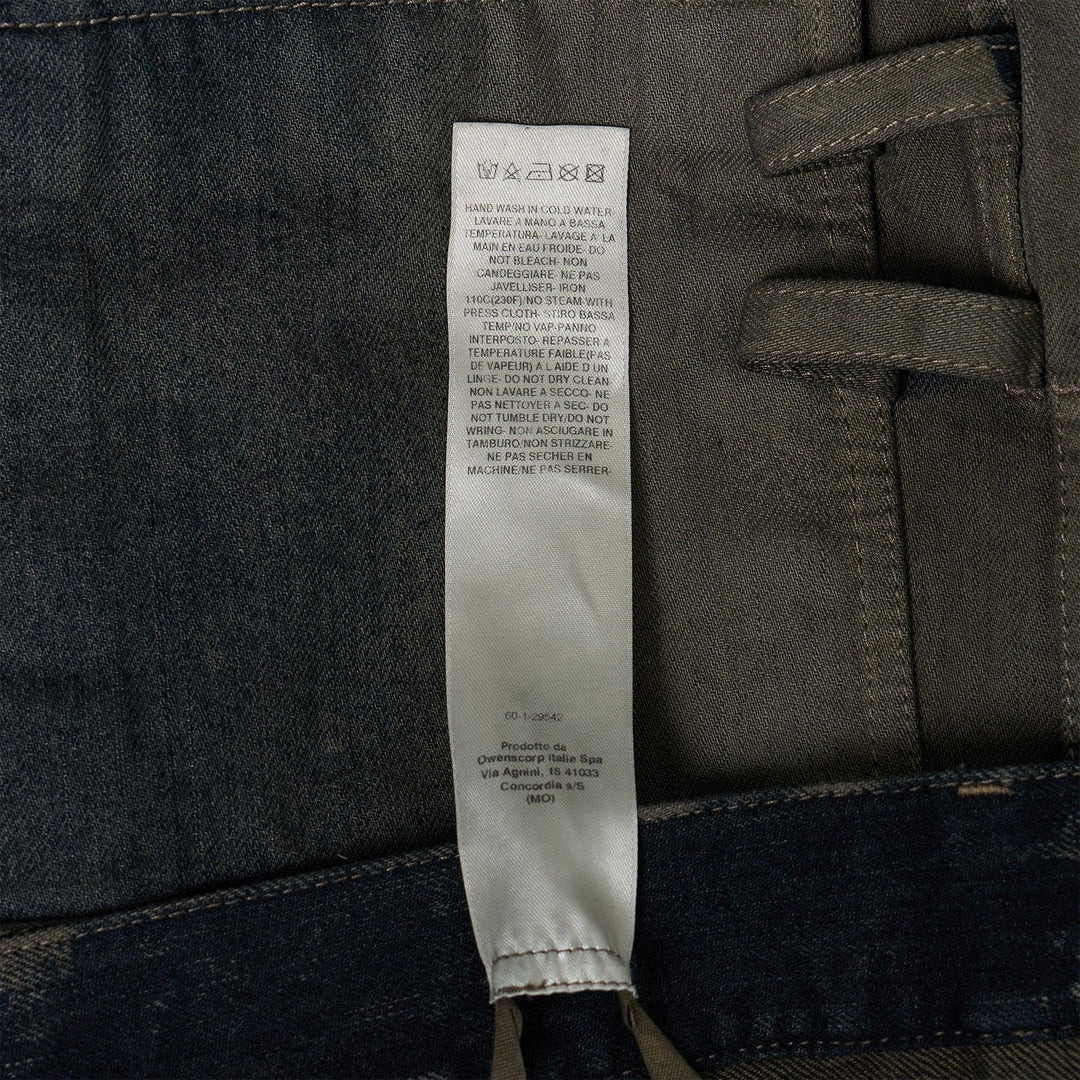 HAND WASH IN COLD WATER-
LAVARE A MANO A BASSA
TEMPERATURA- LAVAGE A LA
MAIN EN EAU FROIDE- DO
NOT BLEACH- NON
CANDEGGIARE- NE PAS
JAVELLISER- IRON
110C(230F)/NO STEAM-WITH
PRESS CLOTH- STIRO BASSA
TEMP/NO VAP-PANNO
INTERPOSTO- REPASSER A
TEMPERATURE FAIBLE(PAS
DE VAPEUR) A L AIDE D UN
LINGE- DO NOT DRY CLEAN-
NON LAVARE A SECCO- NE
PAS NETTOYER A SEC- DO
NOT TUMBLE DRY/DO NOT
WRING- NON ASCIUGARE IN
TAMBURO/NON STRIZZARE-
NE PAS SECHER EN
MACHINE/NE PAS SERRER-
60-1-29542
Prodotto da
Owenscorp Italia Spa
Via Agnini, 15 41033
Concordia s/S
(MO)